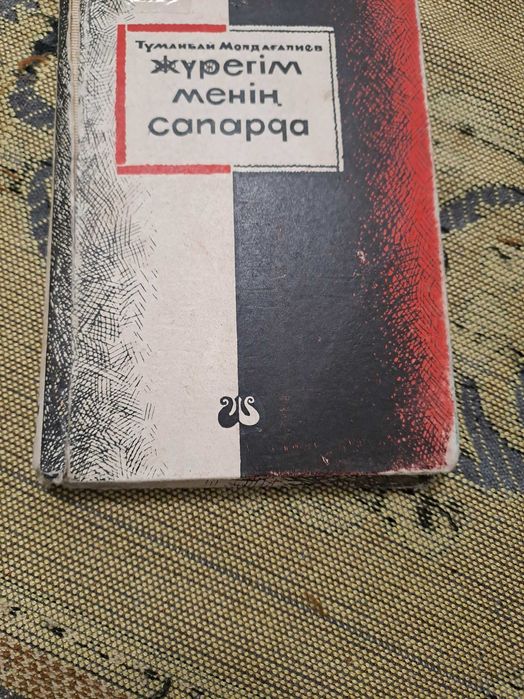 Тұманбай Молдағалиев
жүрегім
менің
сапарда